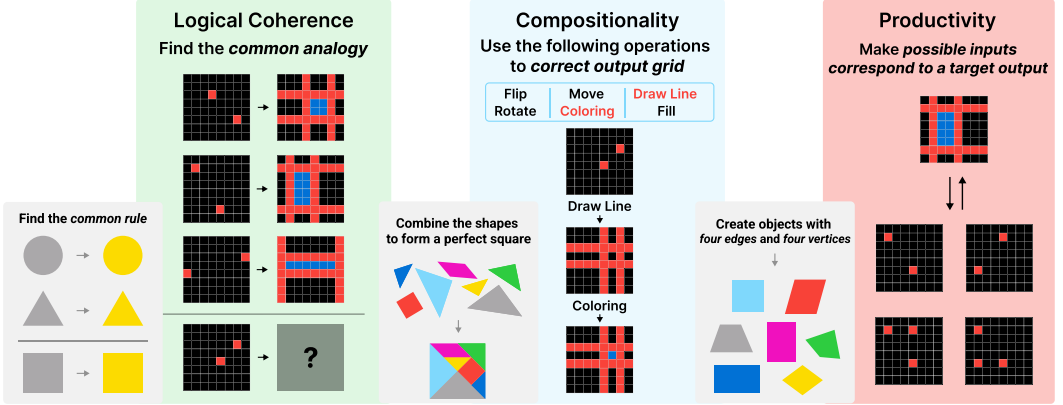 Logical Coherence
Find the common analogy
?
Find the common rule
Compositionality
Use the following operations
to correct output grid
Flip Move Draw Line
Rotate Coloring Fill
Draw Line
Coloring
Combine the shapes
to form a perfect square
Productivity
Make possible inputs
correspond to a target output
Create objects with
four edges and four vertices